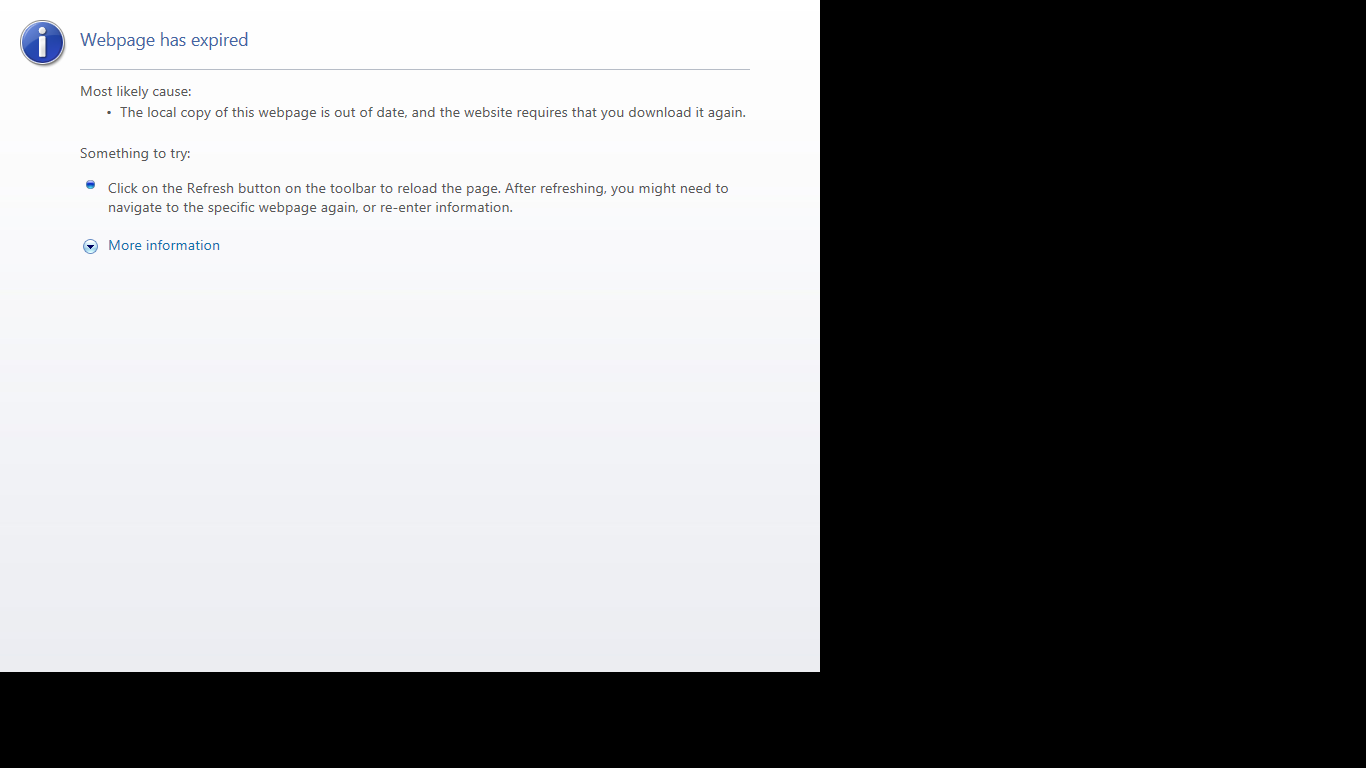 Webpage has expired
Most likely cause:
• The local copy of this webpage is out of date, and the website requires that you download it again.
Something to try:
Click on the Refresh button on the toolbar to reload the page. After refreshing, you might need to
navigate to the specific webpage again, or re-enter information.
More information